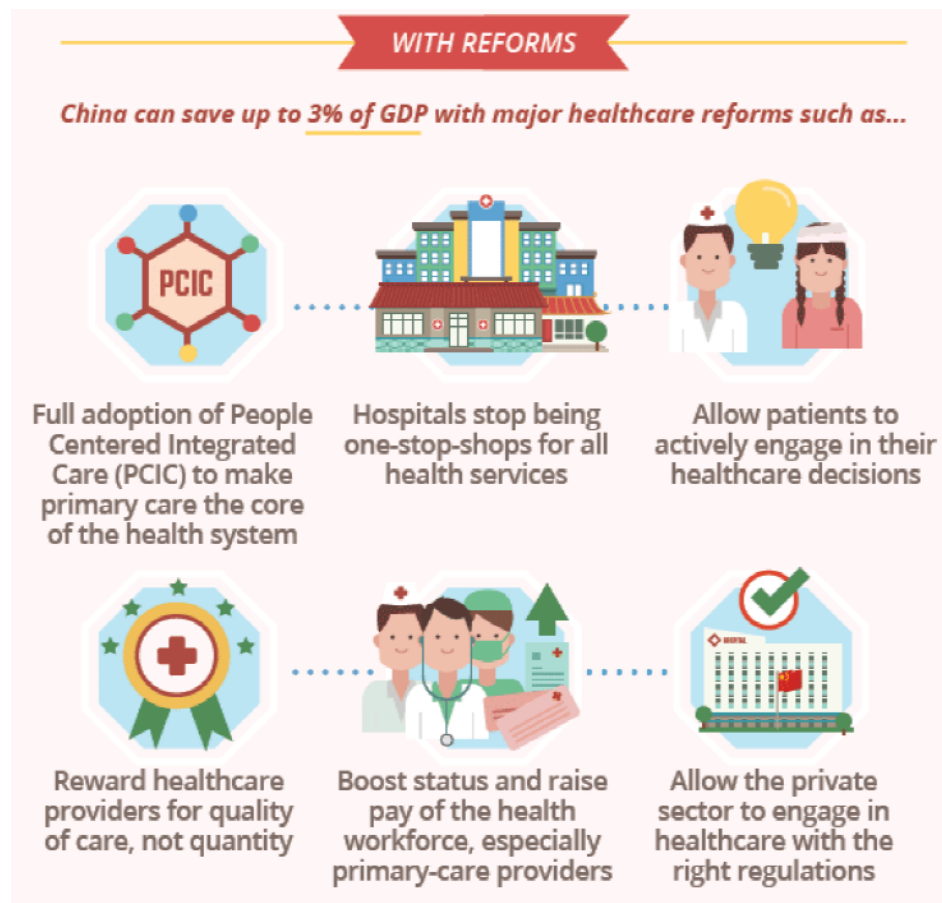 WITH REFORMS
China can save up to 3% of GDP with major healthcare reforms such as...
PCIC
Full adoption of People
Centered Integrated
Care (PCIC) to make
primary care the core
of the health system
Hospitals stop being
one-stop-shops for all
health services
Allow patients to
actively engage in their
healthcare decisions
Reward healthcare
providers for quality
of care, not quantity
Boost status and raise
pay of the health
workforce, especially
primary-care providers
Allow the private
sector to engage in
healthcare with the
right regulations